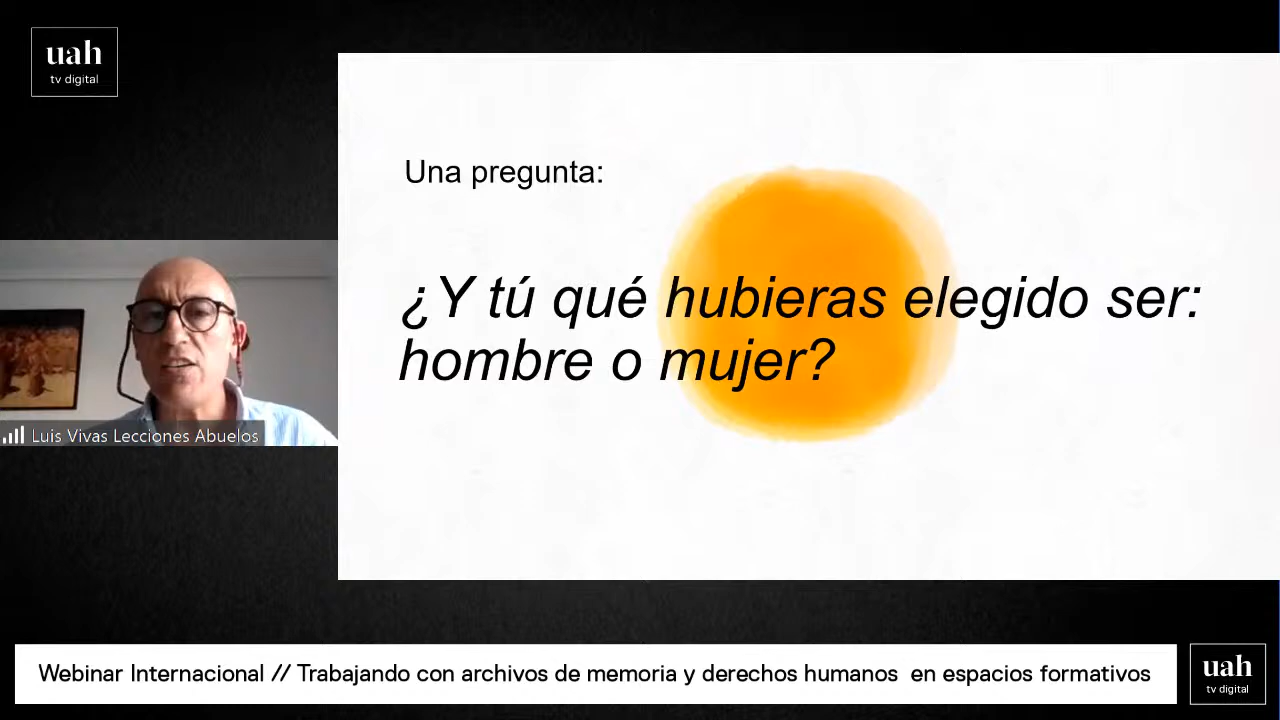 uah
tv digital
Una pregunta:
¿Y tú qué hubieras elegido ser:
hombre o mujer?
Luis Vivas Lecciones Abuelos
Webinar Internacional // Trabajando con archivos de memoria y derechos humanos en espacios formativos
uah
tv digital